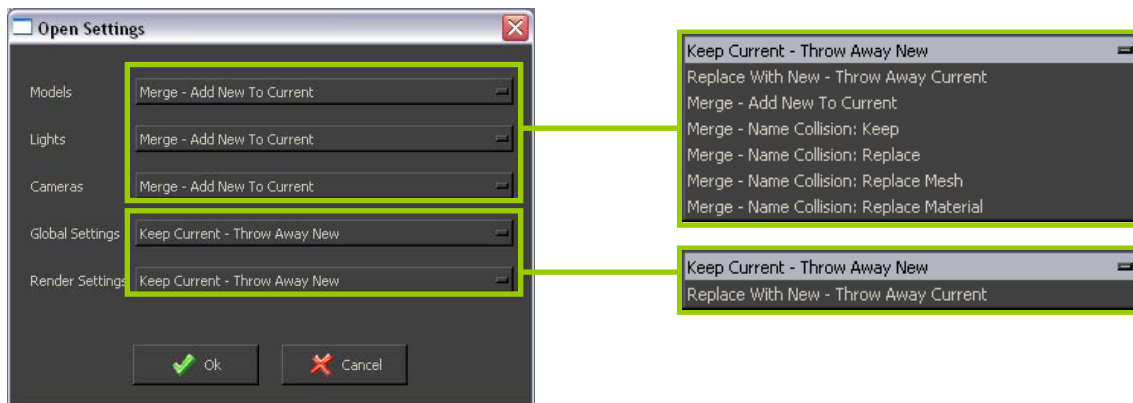 Open Settings
Models Merge - Add New To Current
Lights Merge - Add New To Current
Cameras Merge - Add New To Current
Global Settings Keep Current - Throw Away New
Render Settings Keep Current - Throw Away New
Ok Cancel
Keep Current - Throw Away New
Replace With New - Throw Away Current
Merge - Add New To Current
Merge - Name Collision: Keep
Merge - Name Collision: Replace
Merge - Name Collision: Replace Mesh
Merge - Name Collision: Replace Material
Keep Current - Throw Away New
Replace With New - Throw Away Current